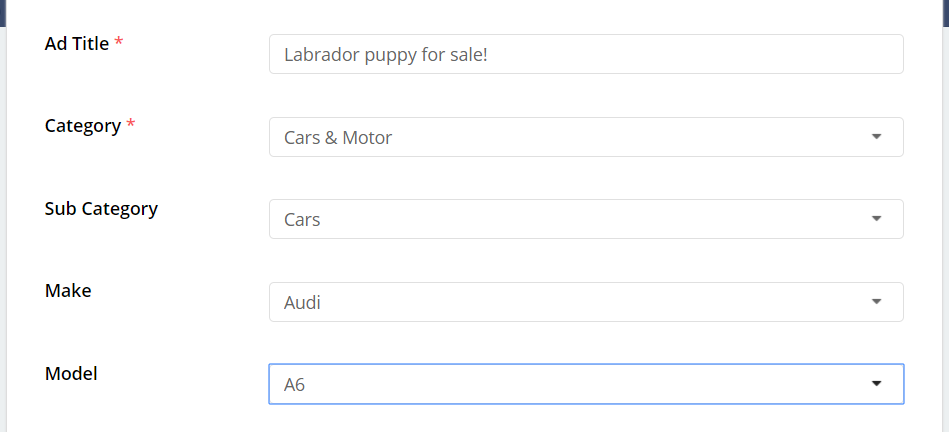 Ad Title *
Labrador puppy for sale!
Category *
Cars & Motor
Sub Category
Cars
Make
Audi
Model
A6